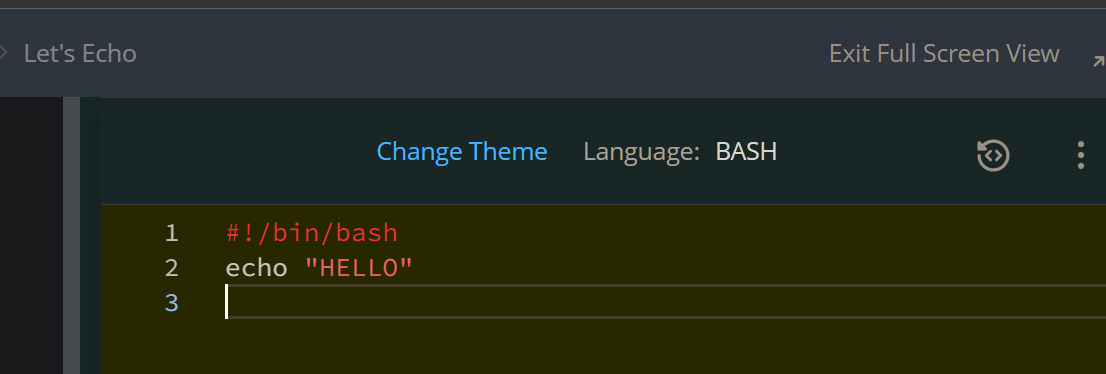 Let's Echo
Exit Full Screen View
Change Theme Language: BASH
1 #!/bin/bash
2 echo "HELLO"
3